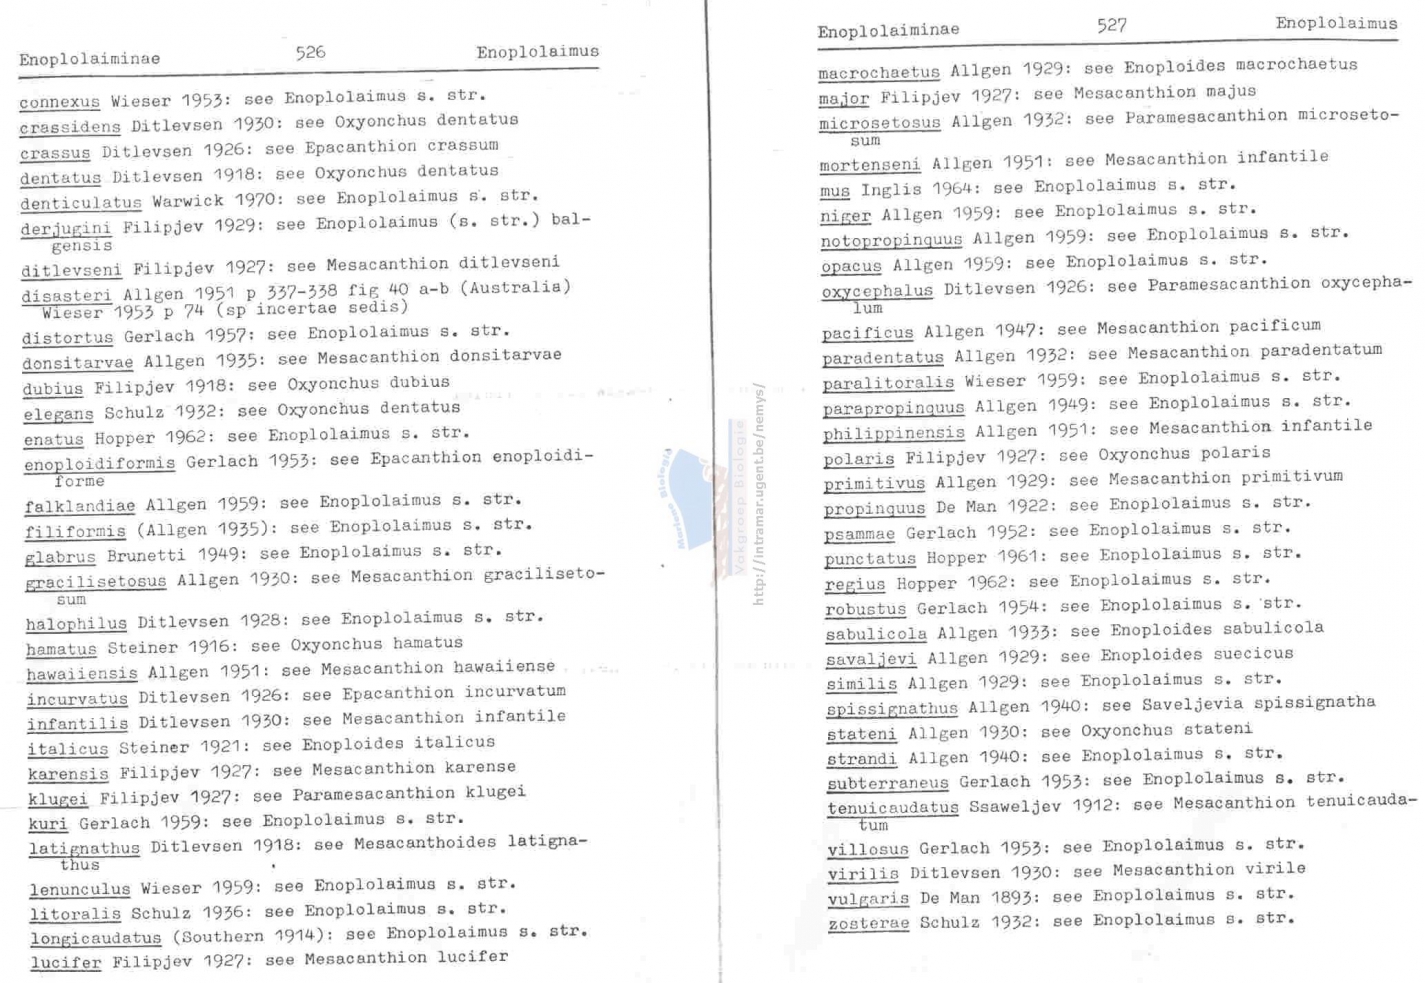 Enoplolaiminae 526 Enoplolaimus
connexus Wieser 1953: see Enoplolaimus s. str.
crassidens Ditlevsen 1930: see Oxyonchus dentatus
crassus Ditlevsen 1926: see Epacanthion crassum
dentatus Ditlevsen 1918: see Oxyonchus dentatus
denticulatus Warwick 1970: see Enoplolaimus s. str.
derjugini Filipjev 1929: see Enoplolaimus (s. str.) bal-
gensis
ditlevseni Filipjev 1927: see Mesacanthion ditlevseni
disasteri Allgen 1951 p 337-338 fig 40 a-b (Australia)
Wieser 1953 p 74 (sp incertae sedis)
distortus Gerlach 1957: see Enoplolaimus s. str.
donsitarvae Allgen 1935: see Mesacanthion donsitarvae
dubius Filipjev 1918: see Oxyonchus dubius
elegans Schulz 1932: see Oxyonchus dentatus
enatus Hopper 1962: see Enoplolaimus s. str.
enoploidiformis Gerlach 1953: see Epacanthion enoploidi-
forme
falklandiae Allgen 1959: see Enoplolaimus s. str.
filiformis (Allgen 1935): see Enoplolaimus s. str.
glabrus Brunetti 1949: see Enoplolaimus s. str.
gracilisetosus Allgen 1930: see Mesacanthion graciliseto-
sum
halophilus Ditlevsen 1928: see Enoplolaimus s. str.
hamatus Steiner 1916: see Oxyonchus hamatus
hawaiiensis Allgen 1951: see Mesacanthion hawaiiense
incurvatus Ditlevsen 1926: see Epacanthion incurvatum
infantilis Ditlevsen 1930: see Mesacanthion infantile
italicus Steiner 1921: see Enoploides italicus
karensis Filipjev 1927: see Mesacanthion karense
klugei Filipjev 1927: see Paramesacanthion klugei
kuri Gerlach 1959: see Enoplolaimus s. str.
latignathus Ditlevsen 1918: see Mesacanthoides latigna-
thus
lenunculus Wieser 1959: see Enoplolaimus s. str.
litoralis Schulz 1936: see Enoplolaimus s. str.
longicaudatus (Southern 1914): see Enoplolaimus s. str.
lucifer Filipjev 1927: see Mesacanthion lucifer
Marine Biologie
Vakgroep Biologie
http://intramar.ugent.be/nemys/
Enoplolaiminae 527 Enoplolaimus
macrochaetus Allgen 1929: see Enoploides macrochaetus
major Filipjev 1927: see Mesacanthion majus
microsetosus Allgen 1932: see Paramesacanthion microseto-
sum
mortenseni Allgen 1951: see Mesacanthion infantile
mus Inglis 1964: see Enoplolaimus s. str.
niger Allgen 1959: see Enoplolaimus s. str.
notopropinquus Allgen 1959: see Enoplolaimus s. str.
opacus Allgen 1959: see Enoplolaimus s. str.
oxycephalus Ditlevsen 1926: see Paramesacanthion oxycepha-
lum
pacificus Allgen 1947: see Mesacanthion pacificum
paradentatus Allgen 1932: see Mesacanthion paradentatum
paralitoralis Wieser 1959: see Enoplolaimus s. str.
parapropinquus Allgen 1949: see Enoplolaimus s. str.
philippinensis Allgen 1951: see Mesacanthion infantile
polaris Filipjev 1927: see Oxyonchus polaris
primitivus Allgen 1929: see Mesacanthion primitivum
propinquus De Man 1922: see Enoplolaimus s. str.
psammae Gerlach 1952: see Enoplolaimus s. str.
punctatus Hopper 1961: see Enoplolaimus s. str.
regius Hopper 1962: see Enoplolaimus s. str.
robustus Gerlach 1954: see Enoplolaimus s. str.
sabulicola Allgen 1933: see Enoploides sabulicola
savaljevi Allgen 1929: see Enoploides suecicus
similis Allgen 1929: see Enoplolaimus s. str.
spissignathus Allgen 1940: see Saveljevia spissignatha
stateni Allgen 1930: see Oxyonchus stateni
strandi Allgen 1940: see Enoplolaimus s. str.
subterraneus Gerlach 1953: see Enoplolaimus s. str.
tenuicaudatus Ssaweljev 1912: see Mesacanthion tenuicauda-
tum
villosus Gerlach 1953: see Enoplolaimus s. str.
virilis Ditlevsen 1930: see Mesacanthion virile
vulgaris De Man 1893: see Enoplolaimus s. str.
zosterae Schulz 1932: see Enoplolaimus s. str.